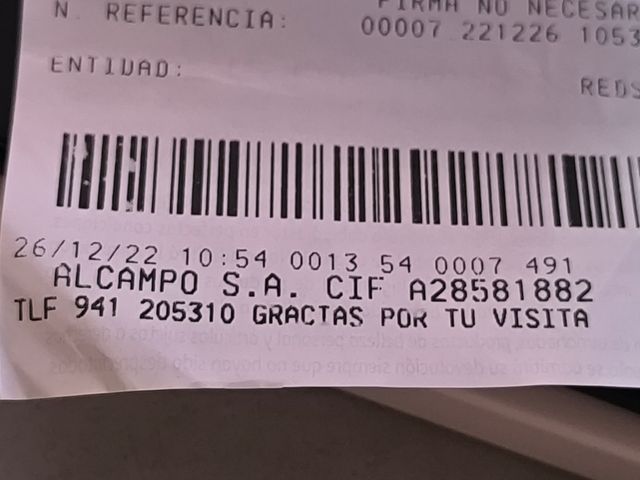 FIRMA NO NECESAR
N. REFERENCIA: 00007 221226 1053
ENTIDAD: REDS
26/12/22 10:54 0013 54 0007 491
ALCAMPO S.A. CIF A28581882
TLF 941 205310 GRACTAS POR TU VISITA